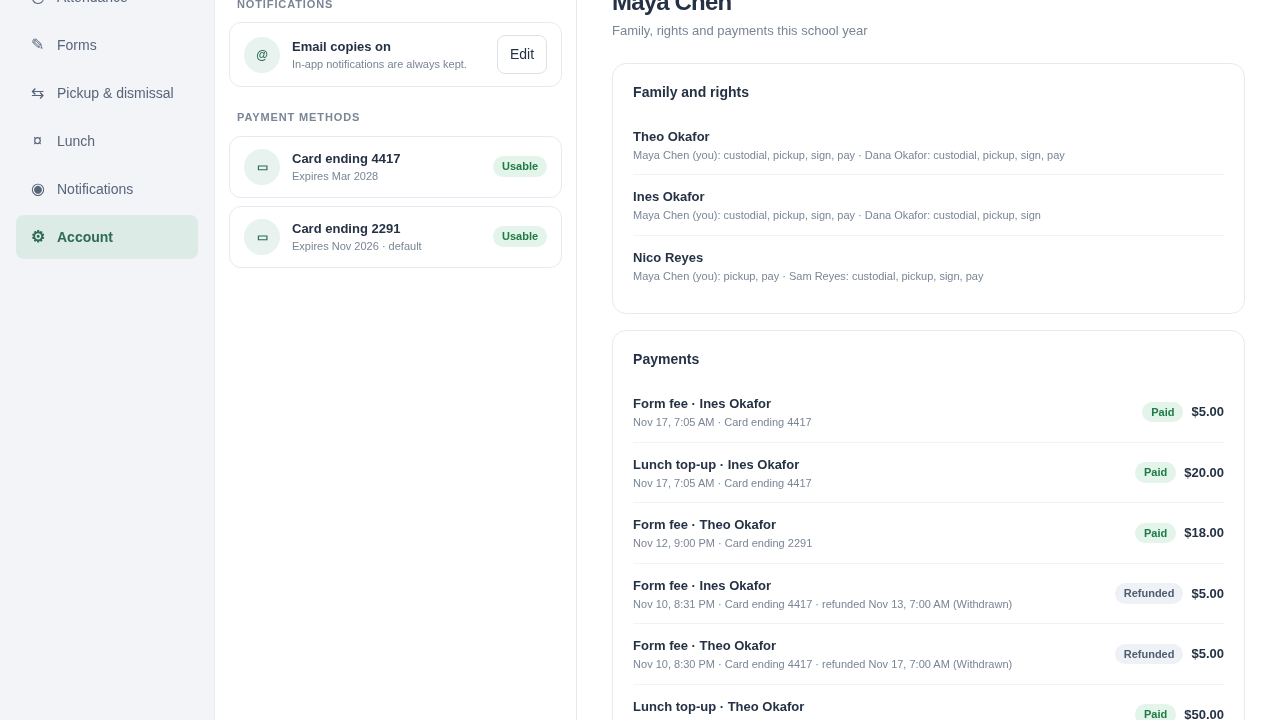 Attendance
Forms
Pickup & dismissal
Lunch
Notifications
Account
NOTIFICATIONS
@
Email copies on
In-app notifications are always kept.
Edit
PAYMENT METHODS
Card ending 4417
Expires Mar 2028
Usable
Card ending 2291
Expires Nov 2026 · default
Usable
Maya Chen
Family, rights and payments this school year
Family and rights
Theo Okafor
Maya Chen (you): custodial, pickup, sign, pay · Dana Okafor: custodial, pickup, sign, pay
Ines Okafor
Maya Chen (you): custodial, pickup, sign, pay · Dana Okafor: custodial, pickup, sign
Nico Reyes
Maya Chen (you): pickup, pay · Sam Reyes: custodial, pickup, sign, pay
Payments
Form fee · Ines Okafor
Nov 17, 7:05 AM · Card ending 4417
Paid $5.00
Lunch top-up · Ines Okafor
Nov 17, 7:05 AM · Card ending 4417
Paid $20.00
Form fee · Theo Okafor
Nov 12, 9:00 PM · Card ending 2291
Paid $18.00
Form fee · Ines Okafor
Nov 10, 8:31 PM · Card ending 4417 · refunded Nov 13, 7:00 AM (Withdrawn)
Refunded $5.00
Form fee · Theo Okafor
Nov 10, 8:30 PM · Card ending 4417 · refunded Nov 17, 7:00 AM (Withdrawn)
Refunded $5.00
Lunch top-up · Theo Okafor
Paid $50.00